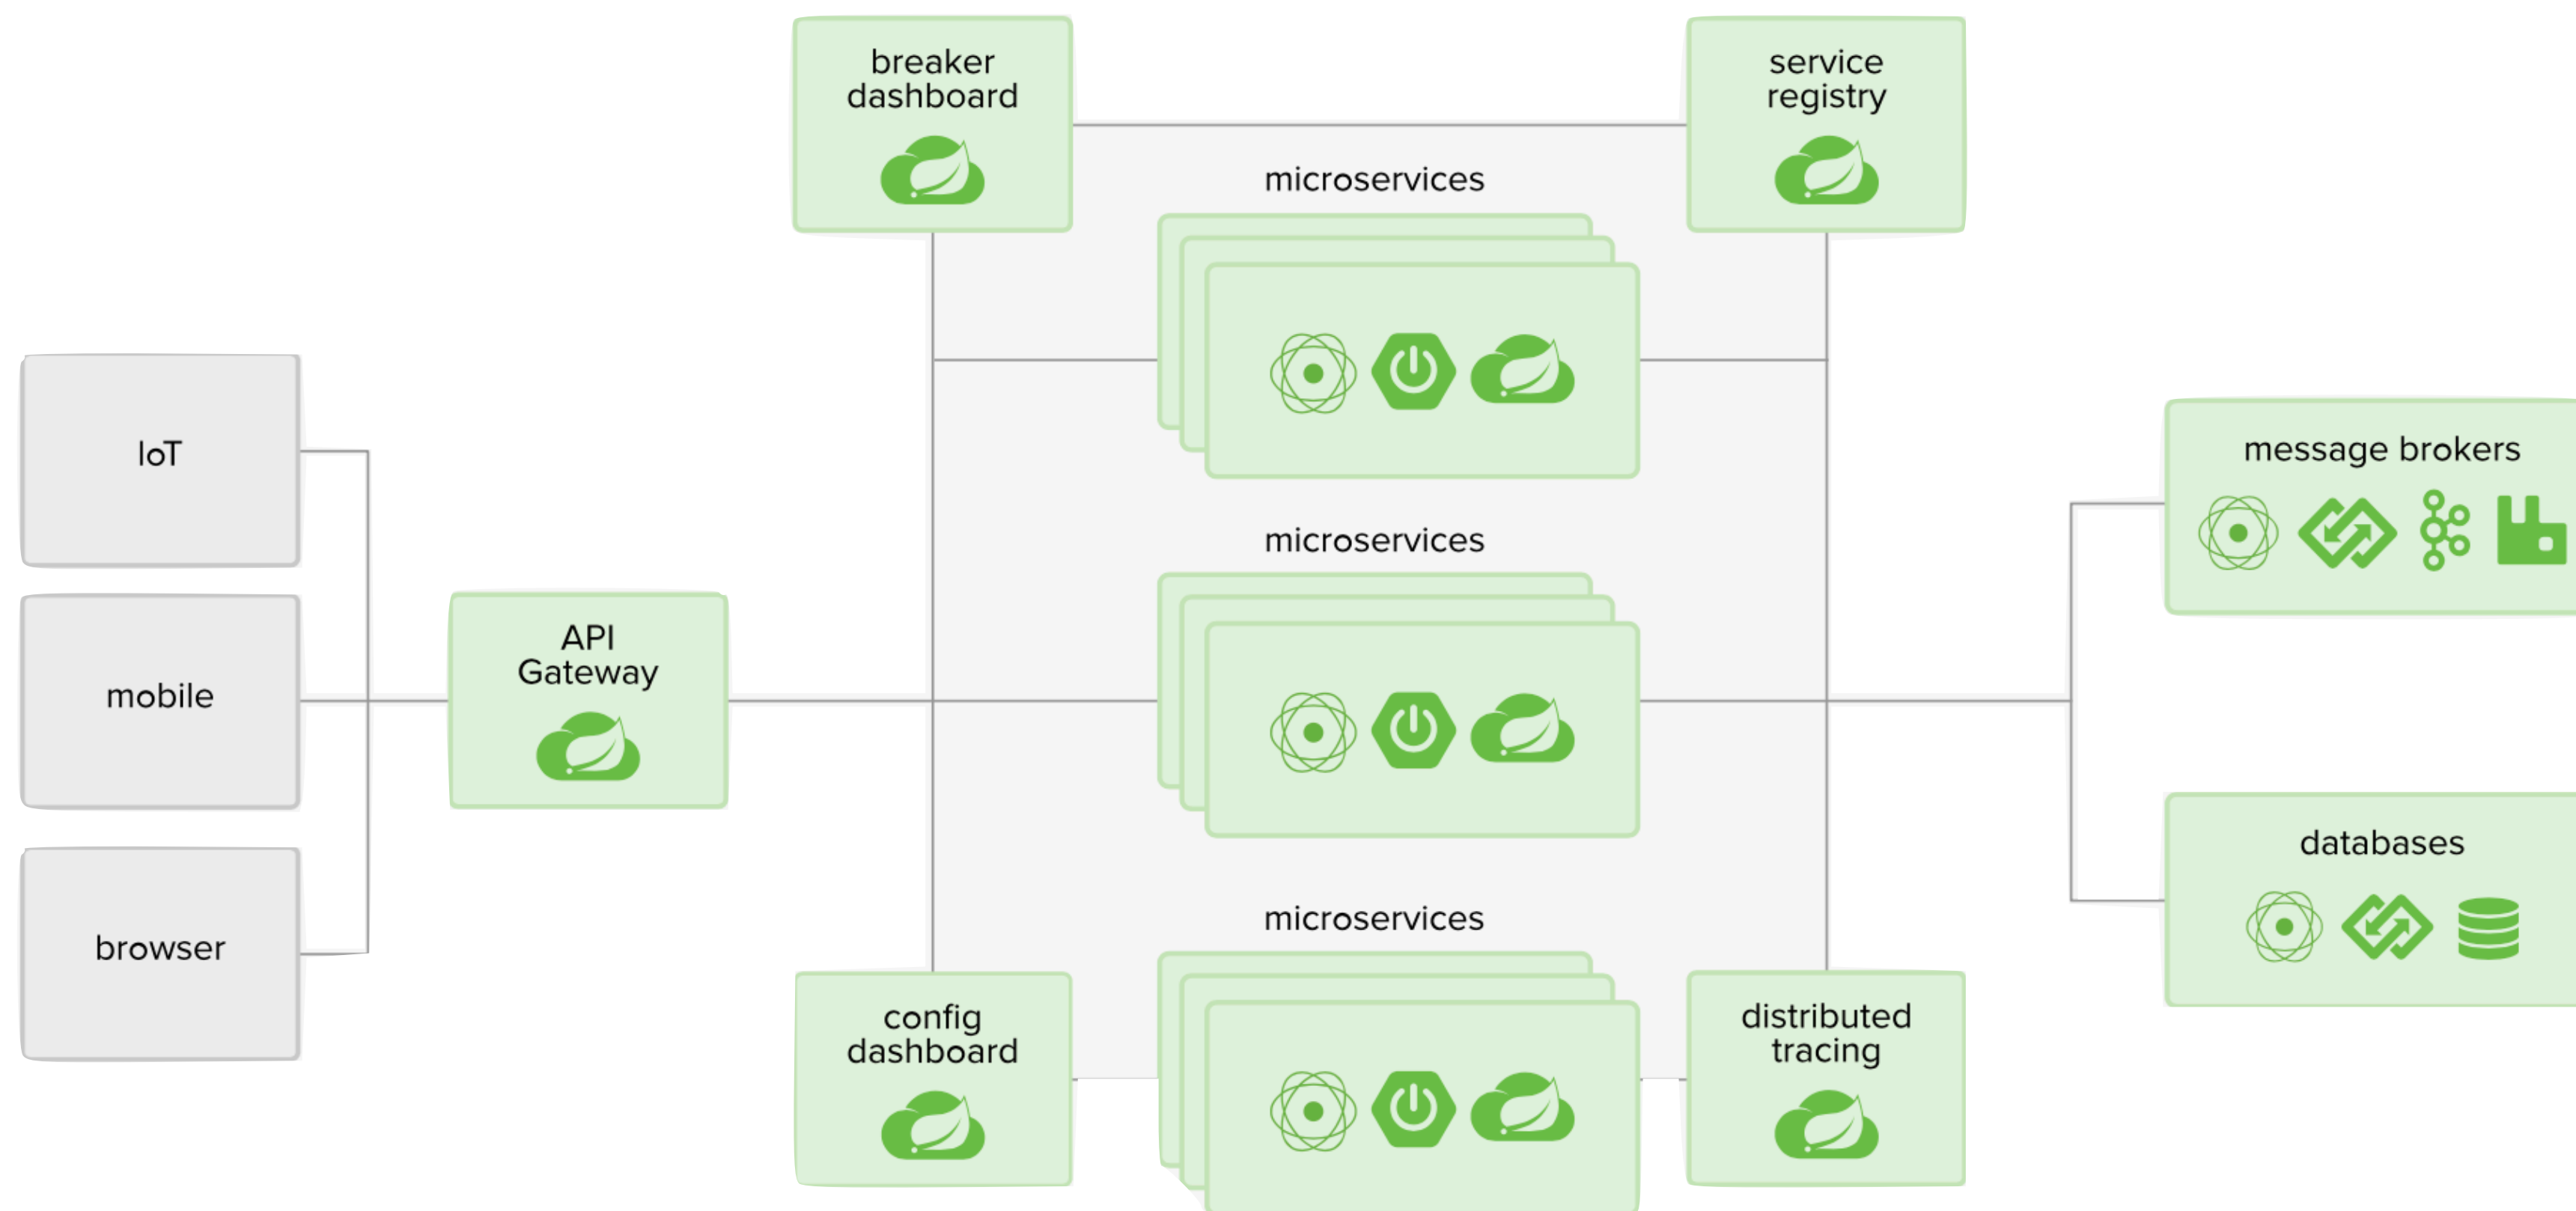 breaker
dashboard
service
registry
microservices
IoT
message brokers
microservices
API
Gateway
mobile
databases
microservices
browser
config
dashboard
distributed
tracing